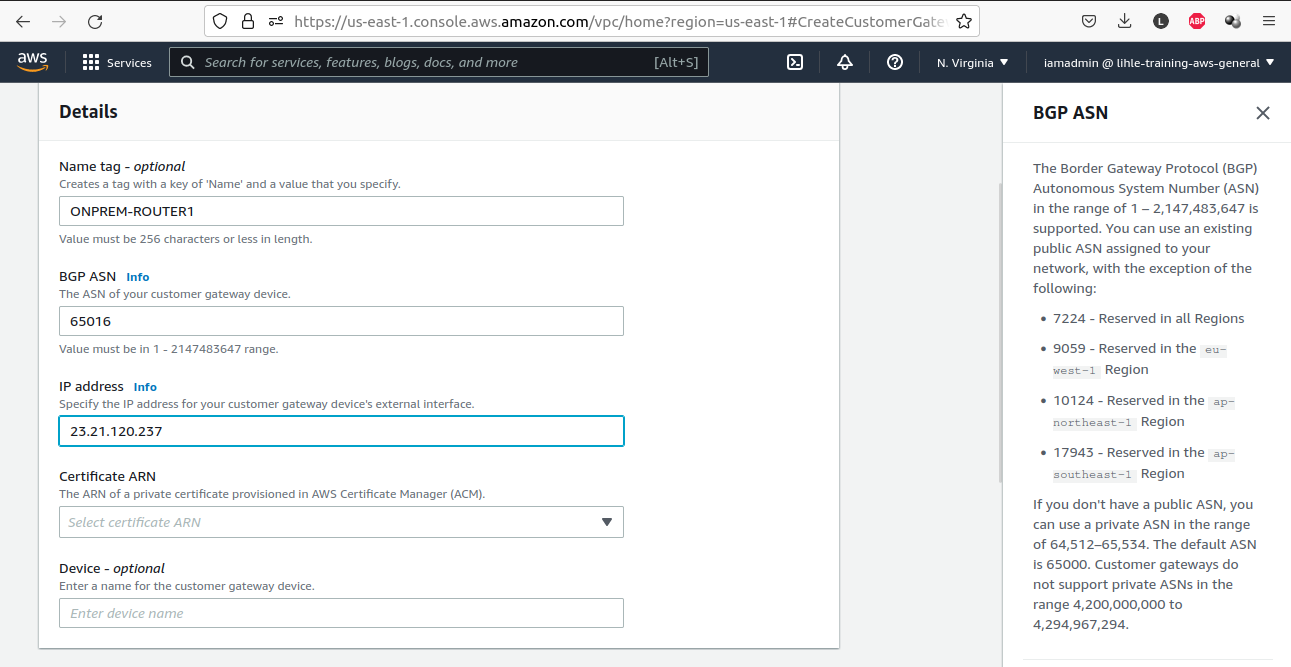 https://us-east-1.console.aws.amazon.com/vpc/home?region=us-east-1#CreateCustomerGate
L
ABP
aws
Services
Search for services, features, blogs, docs, and more
[Alt+S]
N. Virginia
iamadmin @ lihle-training-aws-general
Details
Name tag - optional
Creates a tag with a key of 'Name' and a value that you specify.
ONPREM-ROUTER1
Value must be 256 characters or less in length.
BGP ASN Info
The ASN of your customer gateway device.
65016
Value must be in 1 - 2147483647 range.
IP address Info
Specify the IP address for your customer gateway device's external interface.
23.21.120.237
Certificate ARN
The ARN of a private certificate provisioned in AWS Certificate Manager (ACM).
Select certificate ARN
Device - optional
Enter a name for the customer gateway device.
Enter device name
BGP ASN
The Border Gateway Protocol (BGP)
Autonomous System Number (ASN)
in the range of 1 – 2,147,483,647 is
supported. You can use an existing
public ASN assigned to your
network, with the exception of the
following:
• 7224 - Reserved in all Regions
• 9059 - Reserved in the eu-
west-1 Region
• 10124 - Reserved in the ap-
northeast-1 Region
• 17943 - Reserved in the ap-
southeast-1 Region
If you don't have a public ASN, you
can use a private ASN in the range
of 64,512–65,534. The default ASN
is 65000. Customer gateways do
not support private ASNs in the
range 4,200,000,000 to
4,294,967,294.